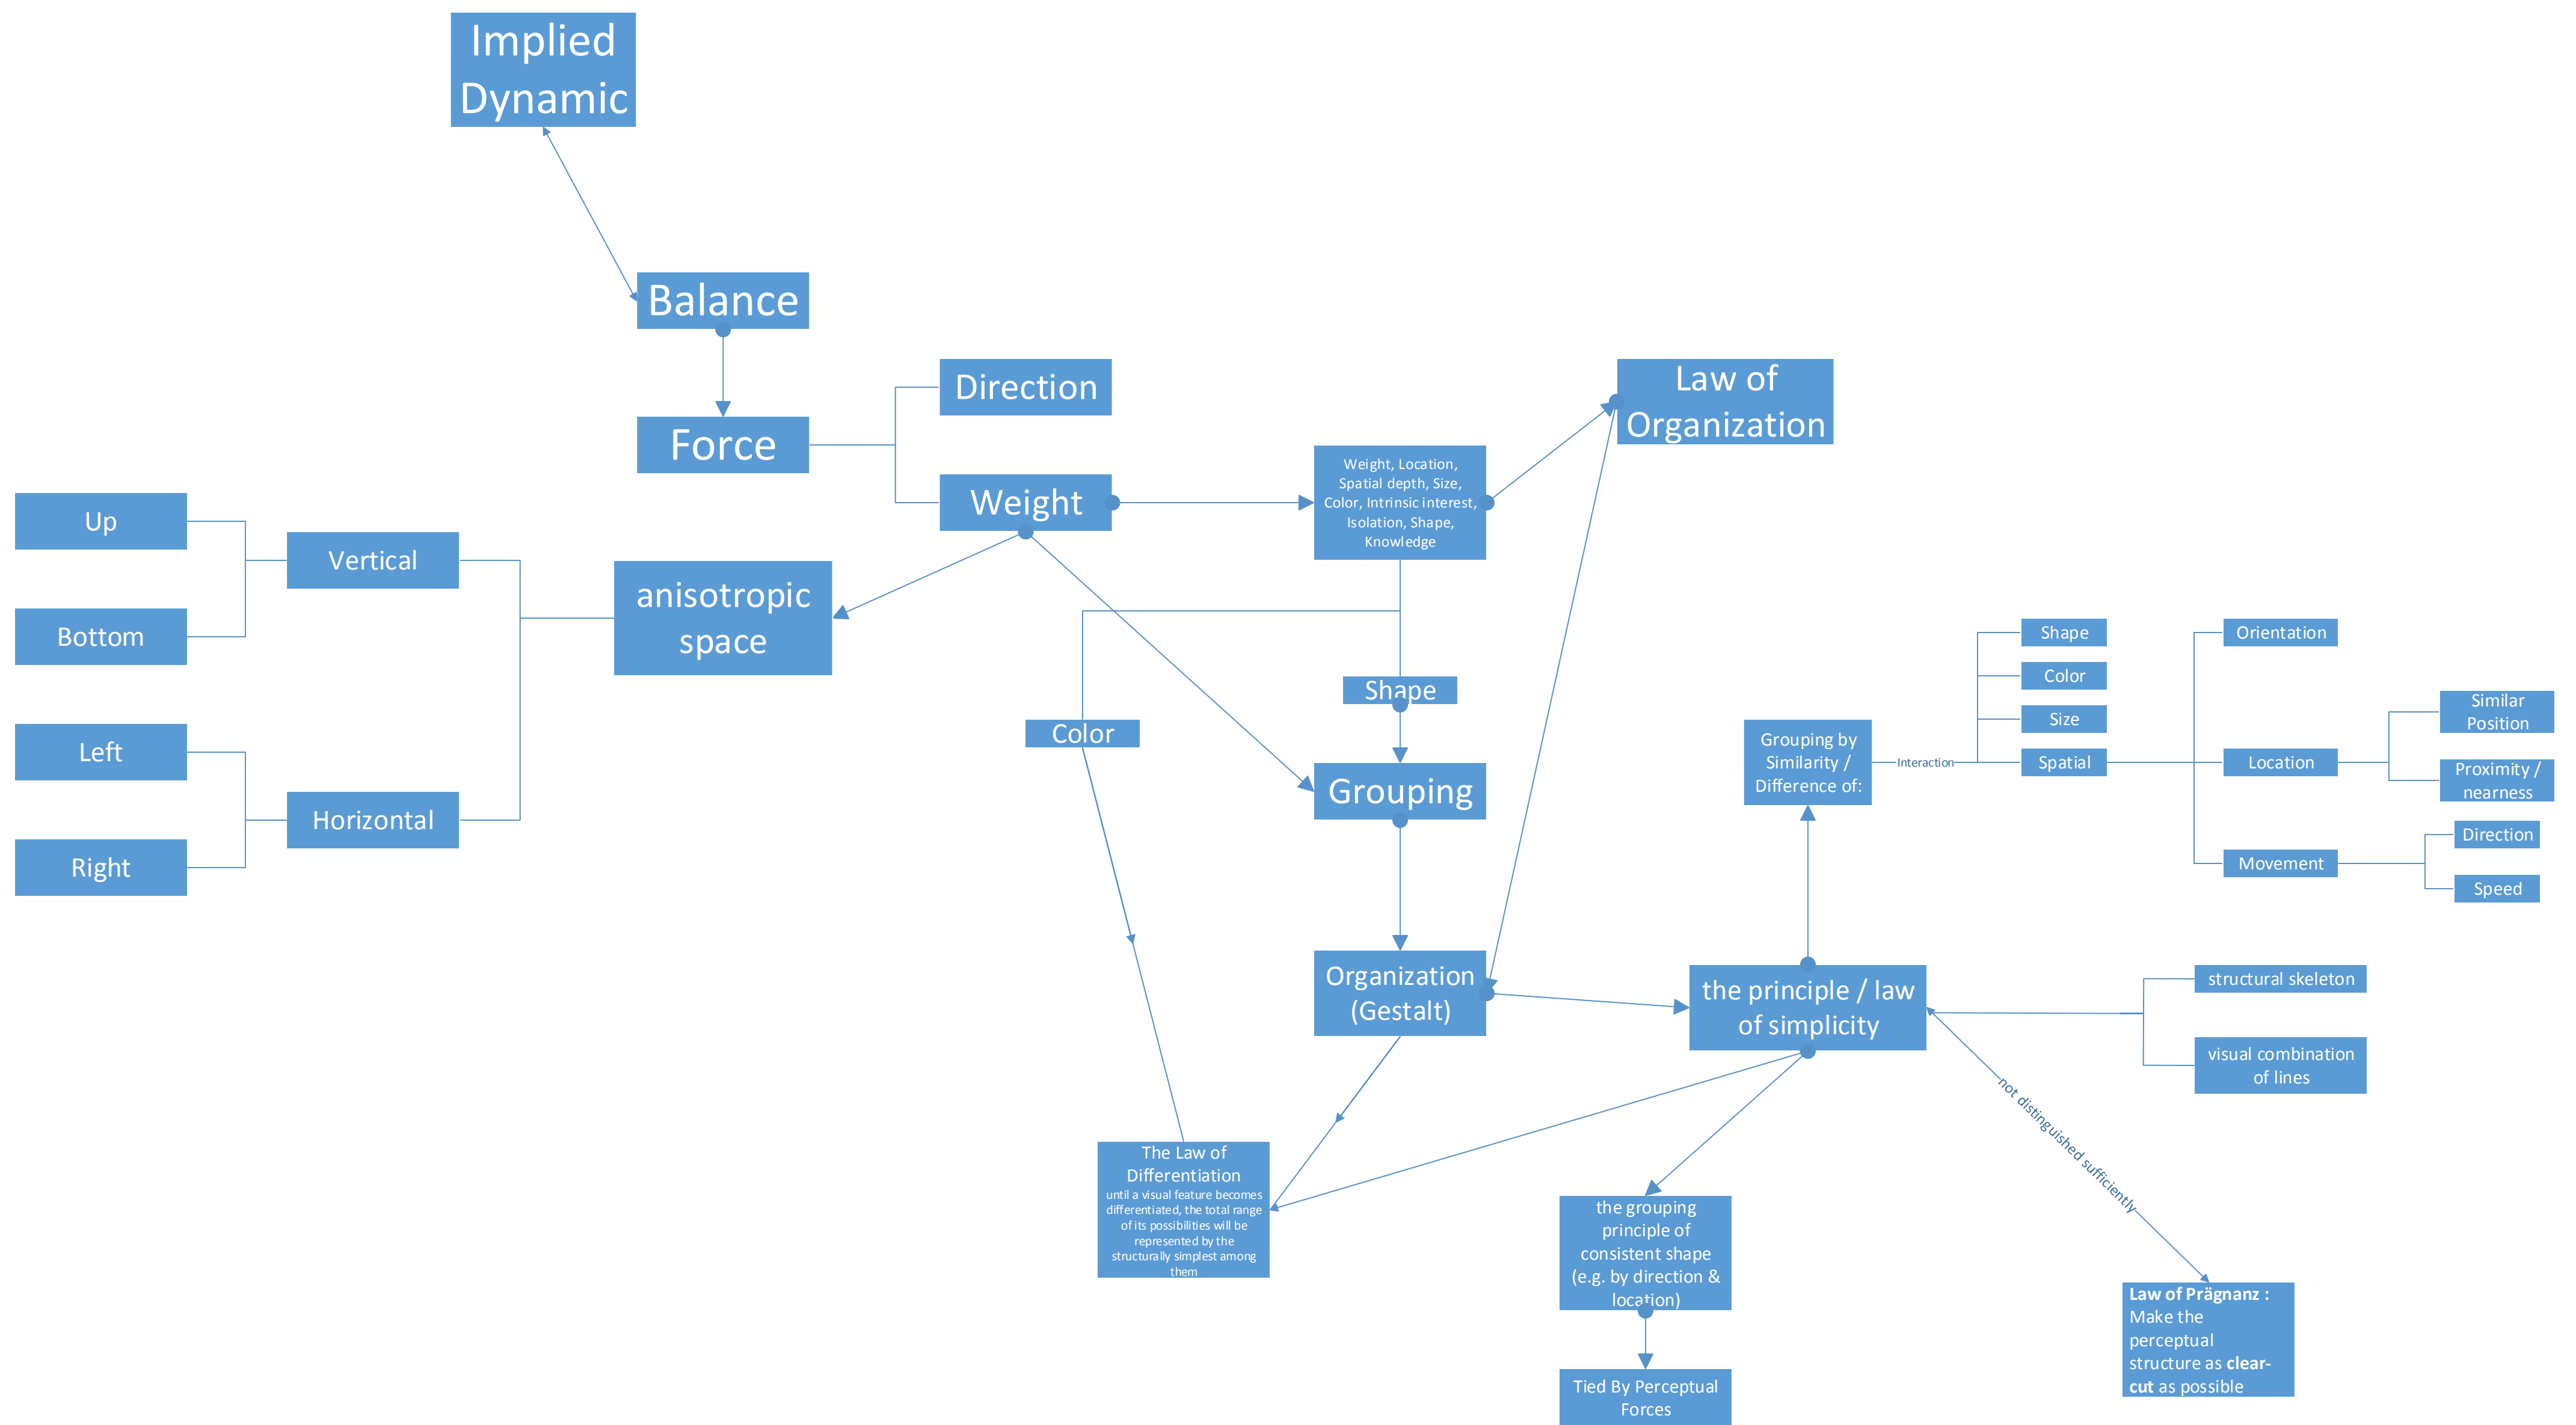 Implied
Dynamic
Balance
Force
Direction
Weight
Law of
Organization
Weight, Location,
Spatial depth, Size,
Color, Intrinsic interest,
Isolation, Shape,
Knowledge
Up
Bottom
Left
Right
Vertical
Horizontal
anisotropic
space
Color
Shape
Grouping
Organization
(Gestalt)
The Law of
Differentiation
until a visual feature becomes
differentiated, the total range
of its possibilities will be
represented by the
structurally simplest among
them
the principle / law
of simplicity
Grouping by
Similarity /
Difference of:
Interaction
Shape
Color
Size
Spatial
Orientation
Location
Movement
Similar
Position
Proximity /
nearness
Direction
Speed
structural skeleton
visual combination
of lines
not distinguished sufficiently
the grouping
principle of
consistent shape
(e.g. by direction &
location)
Tied By Perceptual
Forces
Law of Prägnanz :
Make the
perceptual
structure as clear-
cut as possible